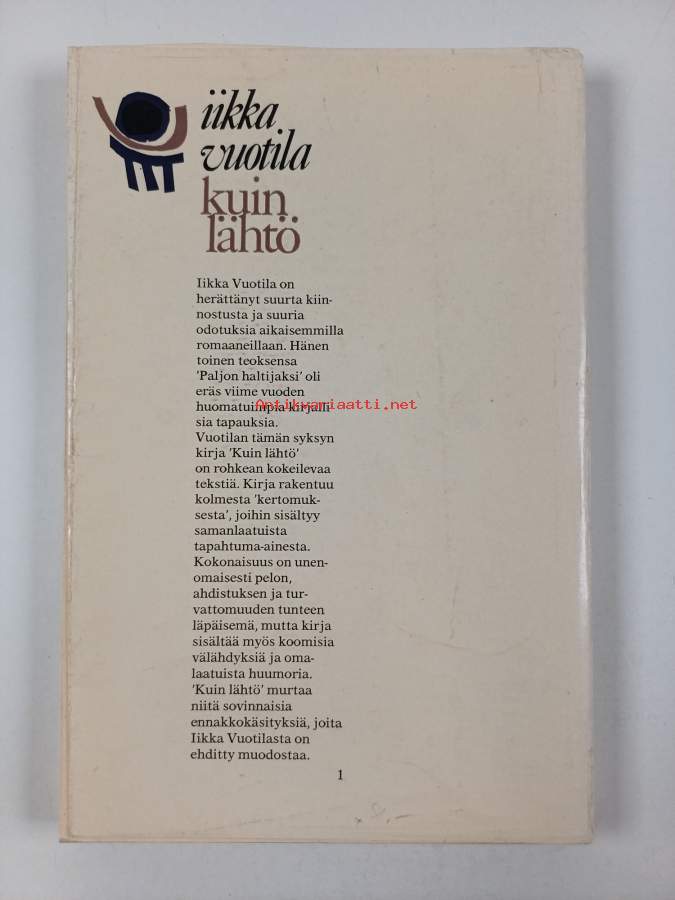 iikka
vuotila
kuin
lähtö
Iikka Vuotila on
herättänyt suurta kiin-
nostusta ja suuria
odotuksia aikaisemmilla
romaaneillaan. Hänen
toinen teoksensa
'Paljon haltijaksi' oli
eräs viime vuoden
huomatuimpia kirjalli
Antikvariaatti.net
sia tapauksia.
Vuotilan tämän syksyn
kirja 'Kuin lähtö'
on rohkean kokeilevaa
tekstiä. Kirja rakentuu
kolmesta 'kertomuk-
sesta', joihin sisältyy
samanlaatuista
tapahtuma-ainesta.
Kokonaisuus on unen-
omaisesti pelon,
ahdistuksen ja tur-
vattomuuden tunteen
läpäisemä, mutta kirja
sisältää myös koomisia
välähdyksiä ja oma-
laatuista huumoria.
'Kuin lähtö' murtaa
niitä sovinnaisia
ennakkokäsityksiä, joita
Iikka Vuotilasta on
ehditty muodostaa.
1